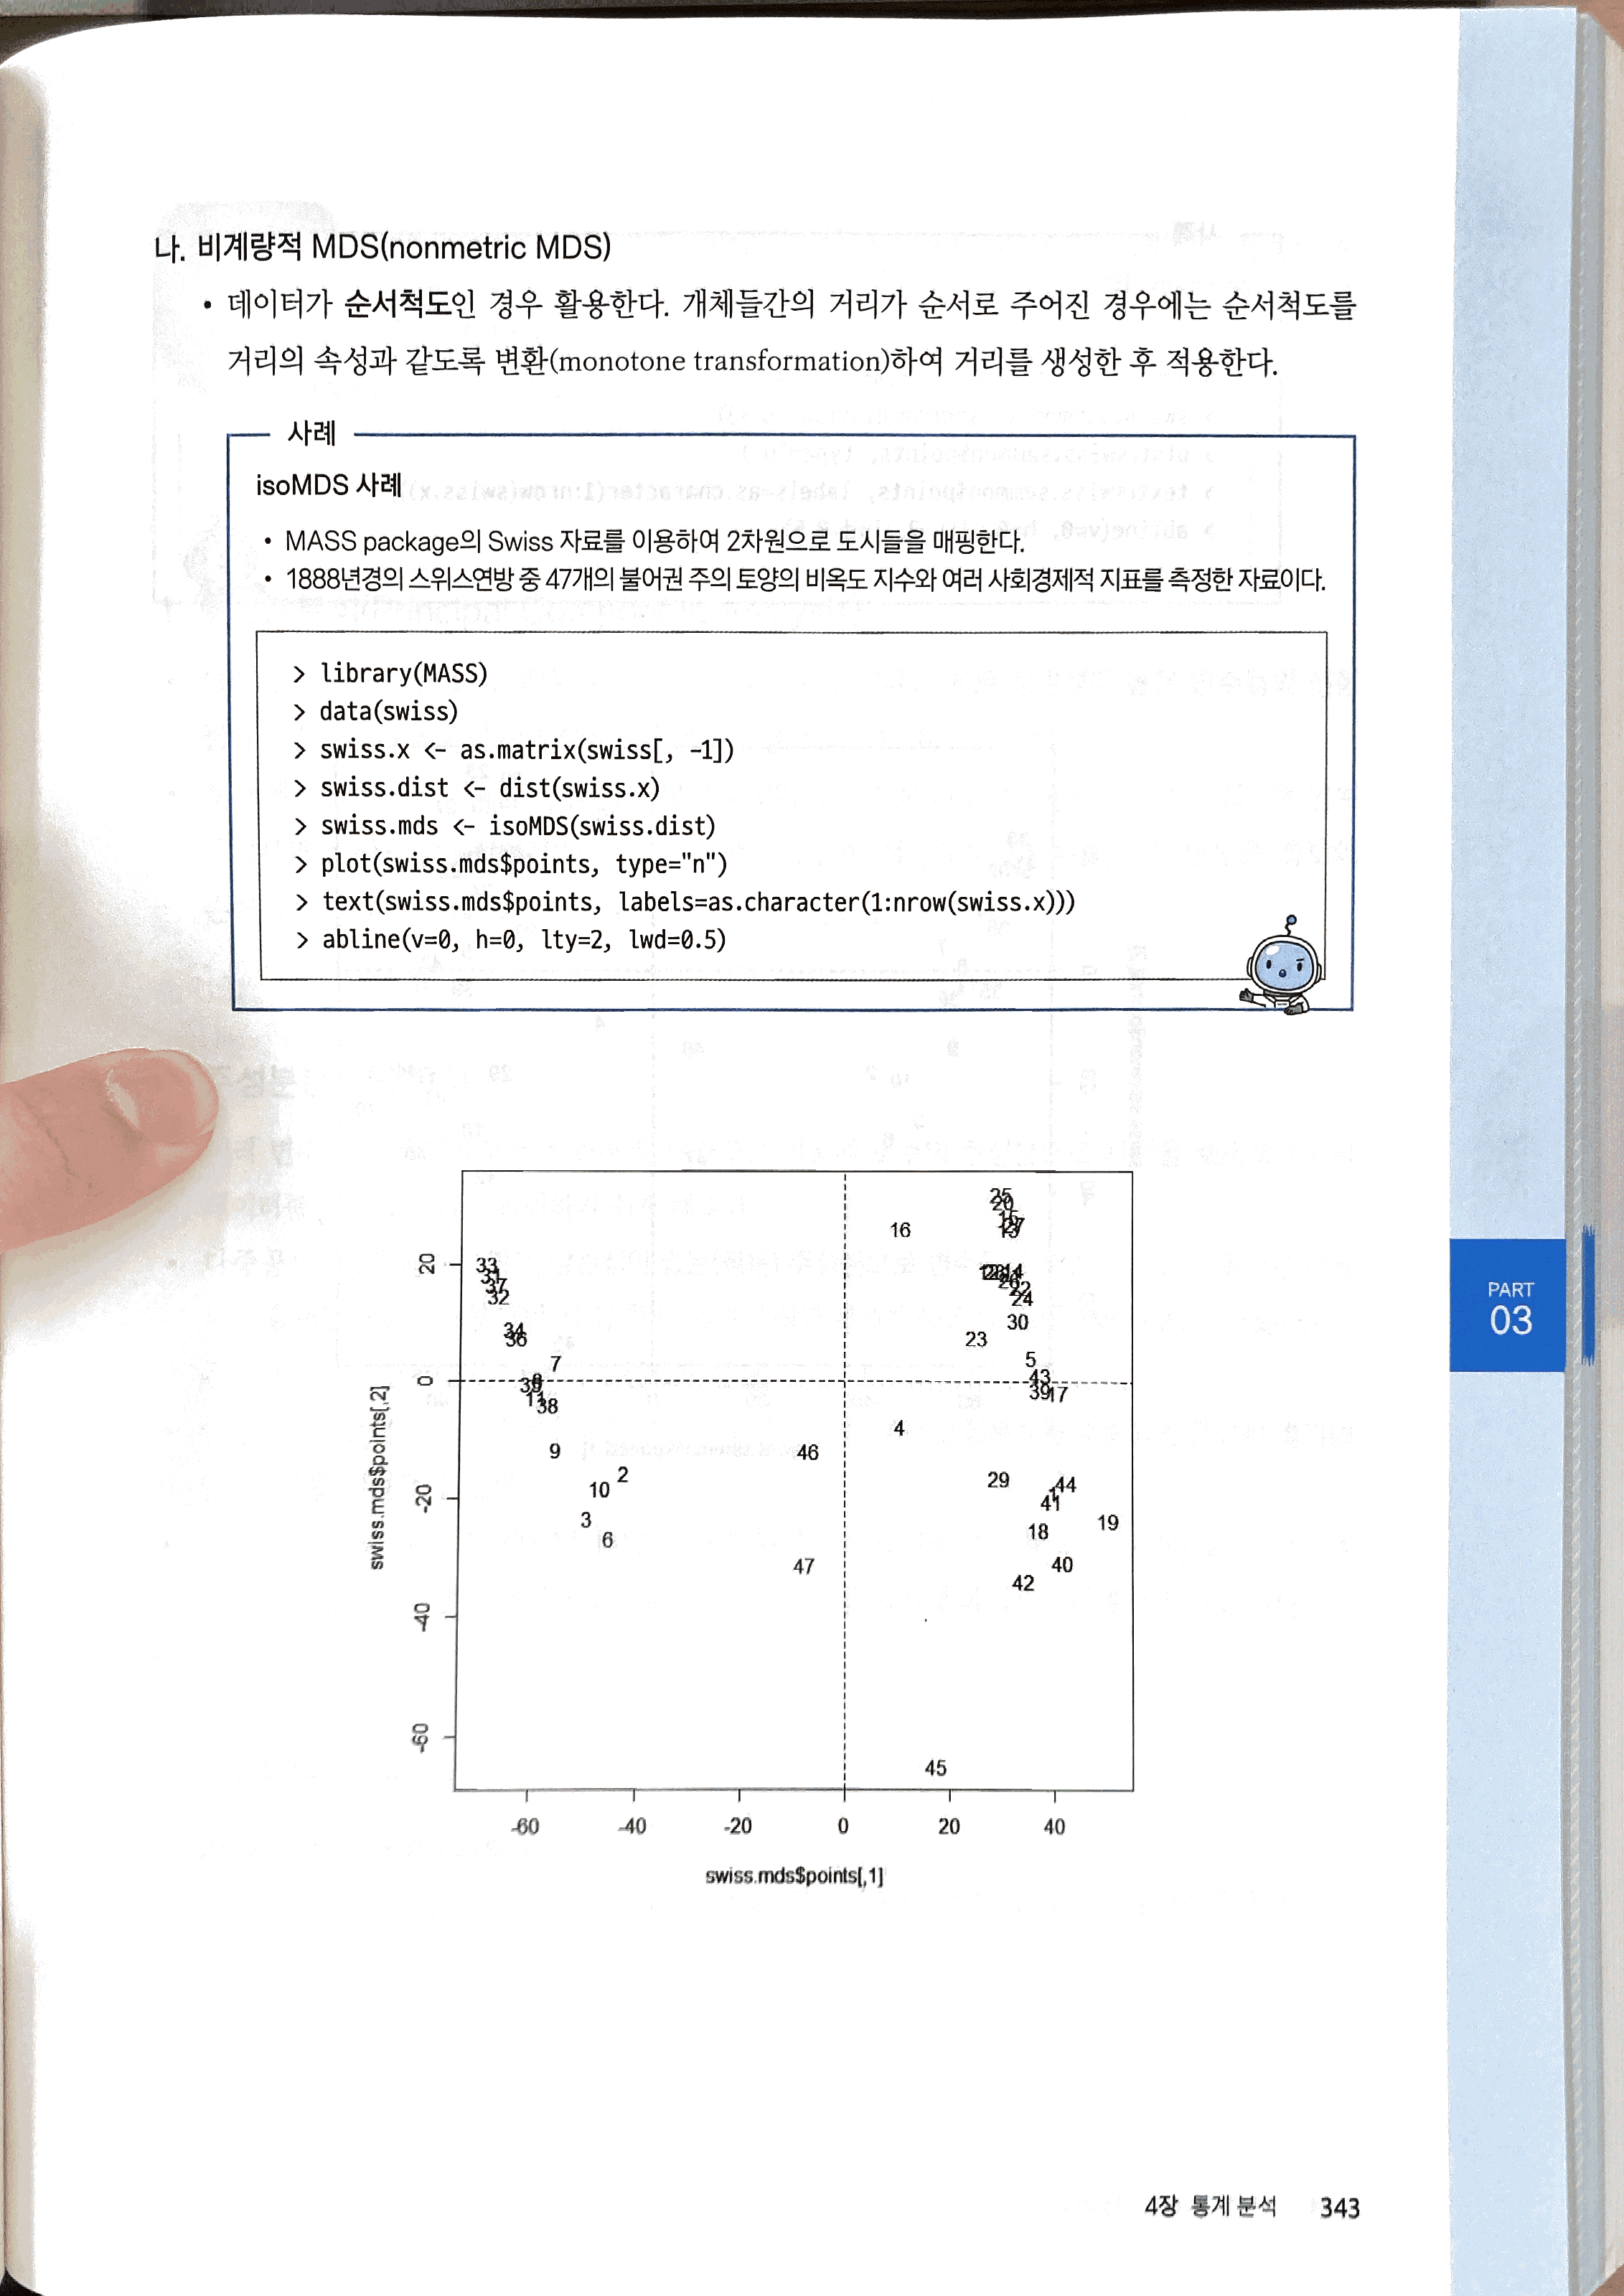 나. 비계량적 MDS(nonmetric MDS)
• 데이터가 순서척도인 경우 활용한다. 개체들간의 거리가 순서로 주어진 경우에는 순서척도를
거리의 속성과 같도록 변환(monotone transformation)하여 거리를 생성한 후 적용한다.
사례
isoMDS 사례
• MASS package의 Swiss 자료를 이용하여 2차원으로 도시들을 매핑한다.
• 1888년경의 스위스연방 중 47개의 불어권 주의 토양의 비옥도 지수와 여러 사회경제적 지표를 측정한 자료이다.
> library(MASS)
> data(swiss)
> swiss.x <- as.matrix(swiss[, -1])
> swiss.dist <- dist(swiss.x)
> swiss.mds <- isoMDS(swiss.dist)
> plot(swiss.mds$points, type="n")
> text(swiss.mds$points, labels=as.character(1:nrow(swiss.x)))
> abline(v=0, h=0, lty=2, lwd=0.5)
PART
03
swiss.mds$points[,2]
20
0
-20
-40
-60
25
20
16
27
33
31
37
32
14
22
24
30
34
36
23
7
5
43
39 17
11
38
4
9
46
2
10
29
44
41
3
18
19
6
47
40
42
45
-60 -40 -20 0 20 40
swiss.mds$points[,1]
4장 통계 분석 343